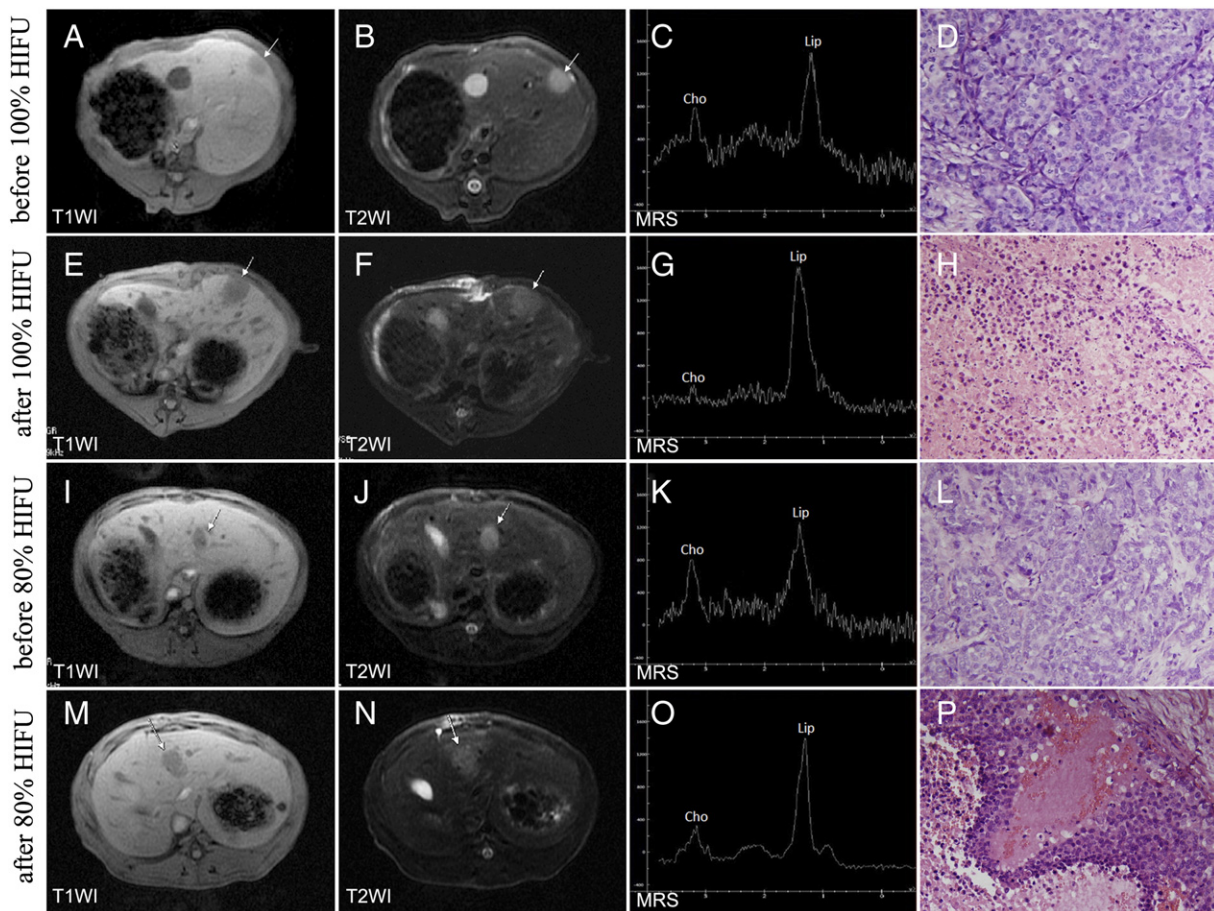 before 100% HIFU
A
T1WI
B
T2WI
C
Cho
Lip
MRS
D
after 100% HIFU
E
T1WI
F
T2WI
G
Cho
Lip
MRS
H
before 80% HIFU
I
T1WI
J
T2WI
K
Cho
Lip
MRS
L
after 80% HIFU
M
T1WI
N
T2WI
O
Cho
Lip
MRS
P